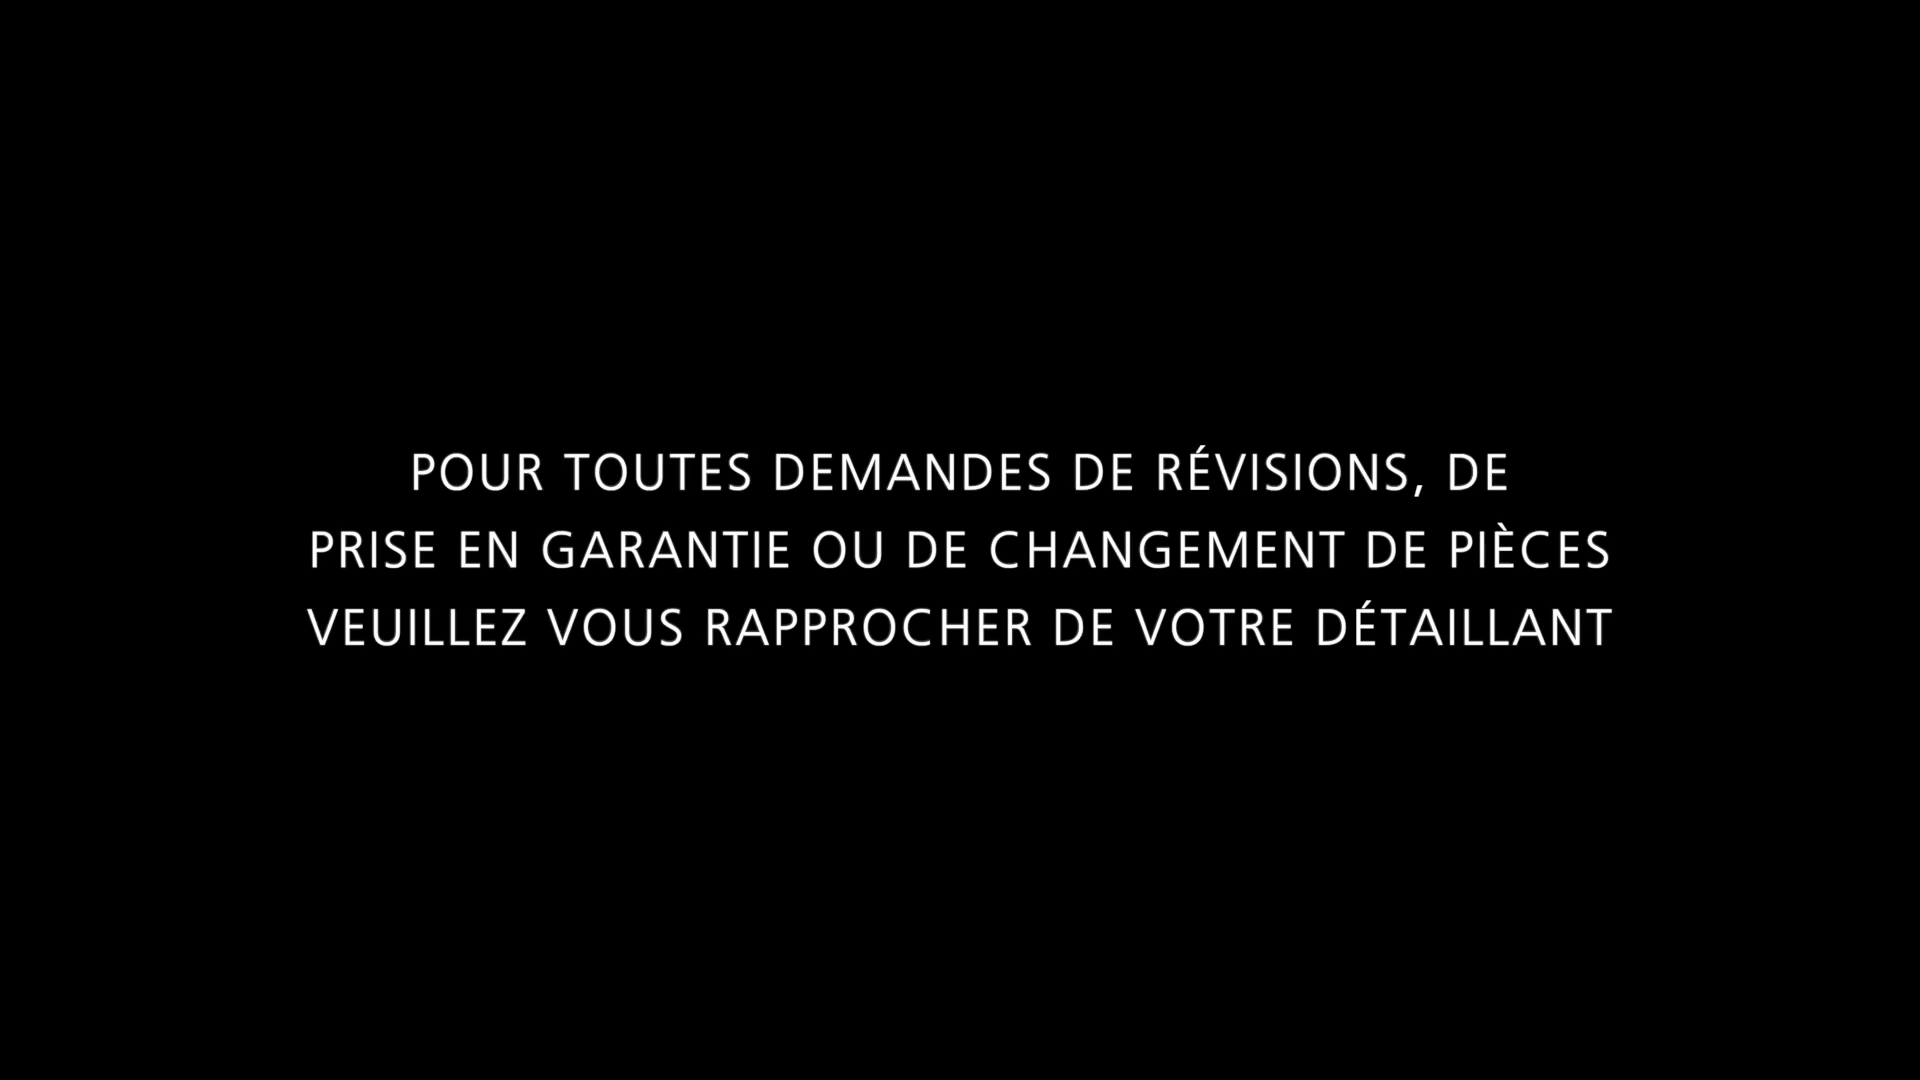 POUR TOUTES DEMANDES DE RÉVISIONS, DE
PRISE EN GARANTIE OU DE CHANGEMENT DE PIÈCES
VEUILLEZ VOUS RAPPROCHER DE VOTRE DÉTAILLANT